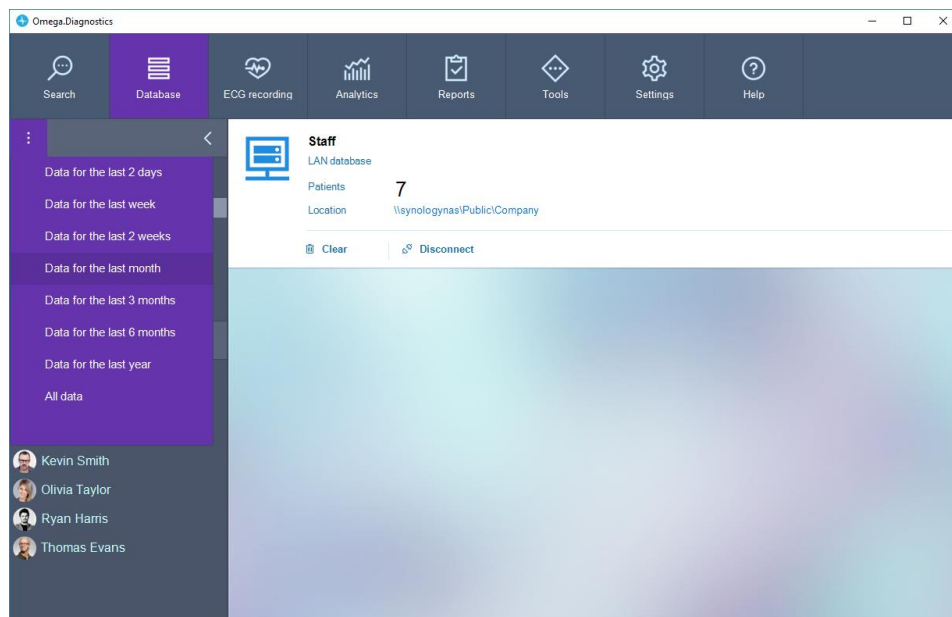 Omega.Diagnostics
Search
Database
ECG recording
Analytics
Reports
Tools
Settings
Help
Data for the last 2 days
Data for the last week
Data for the last 2 weeks
Data for the last month
Data for the last 3 months
Data for the last 6 months
Data for the last year
All data
Kevin Smith
Olivia Taylor
Ryan Harris
Thomas Evans
Staff
LAN database
Patients 7
Location \\synologynas\Public\Company
Clear Disconnect